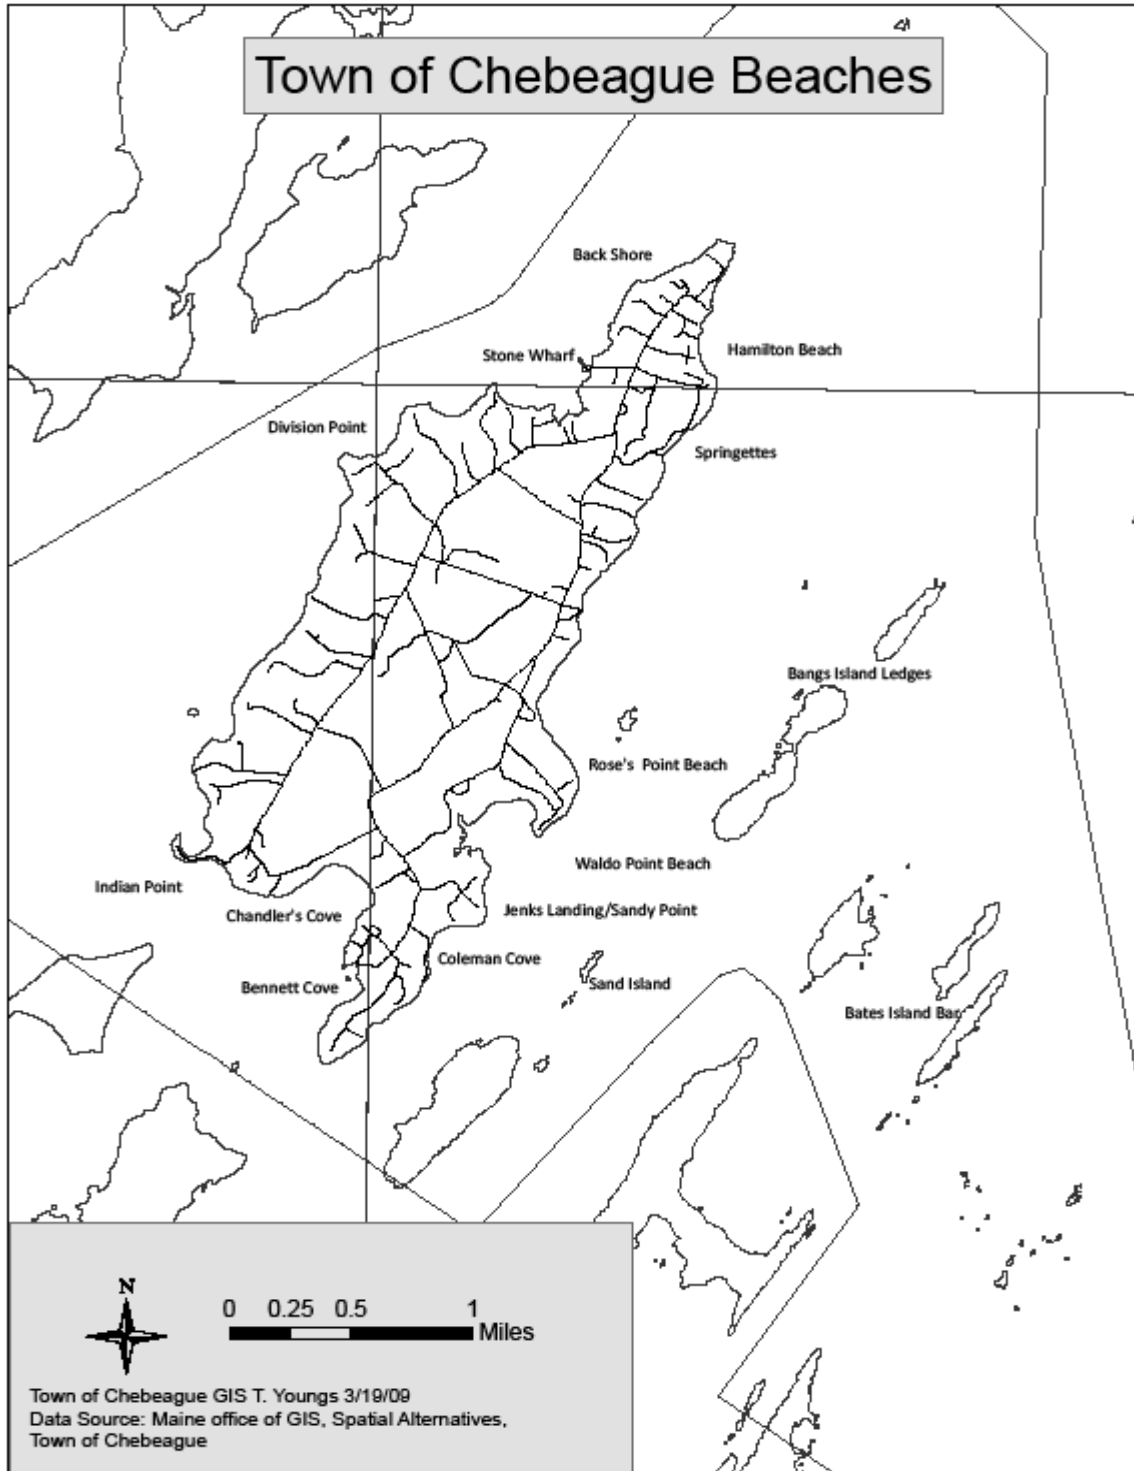 Town of Chebeague Beaches
Back Shore
Stone Wharf
Hamilton Beach
Division Point
Springettes
Bangs Island Ledges
Rose's Point Beach
Waldo Point Beach
Indian Point
Chandler's Cove
Jenks Landing/Sandy Point
Coleman Cove
Bennett Cove
Sand Island
Bates Island Bar
N
0 0.25 0.5 1
Miles
Town of Chebeague GIS T. Youngs 3/19/09
Data Source: Maine office of GIS, Spatial Alternatives,
Town of Chebeague